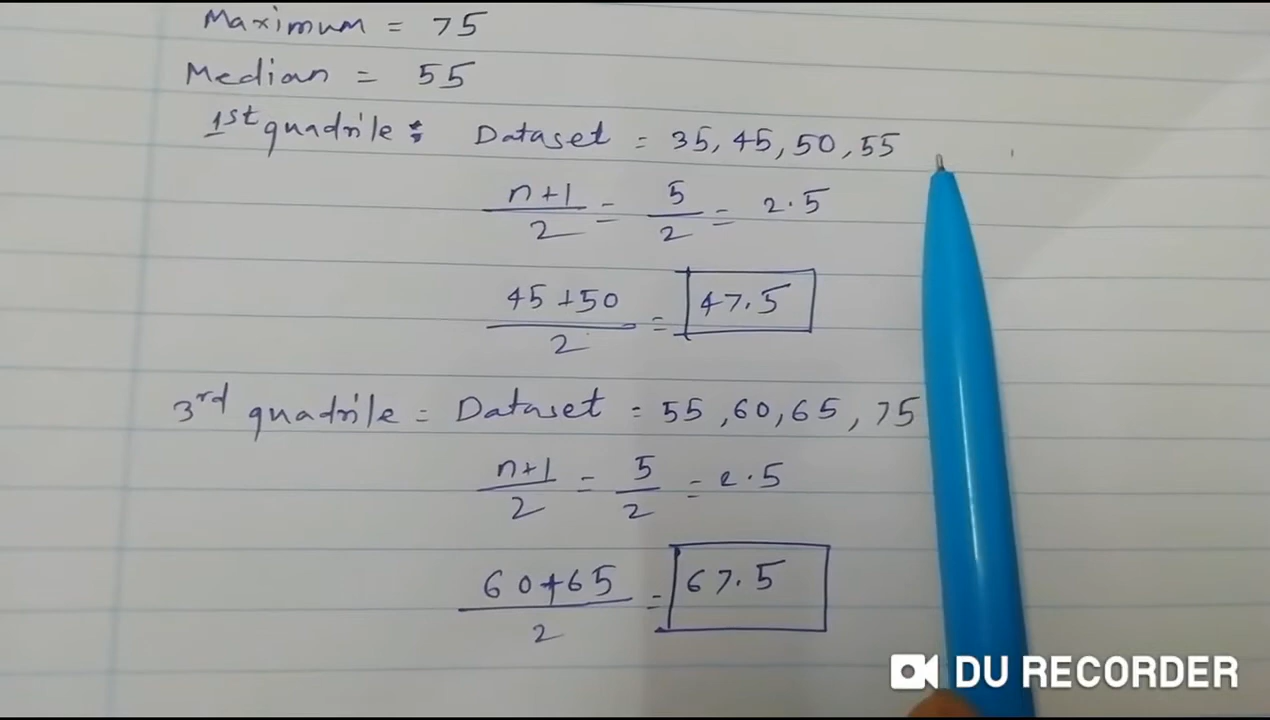 Maximum = 75
Median = 55
1st quadrile : Dataset = 35, 45, 50, 55
n+1/2 = 5/2 = 2.5
45+50/2 = 47.5
3rd quadrile = Dataset = 55, 60, 65, 75
n+1/2 = 5/2 = 2.5
60+65/2 = 67.5
DU RECORDER